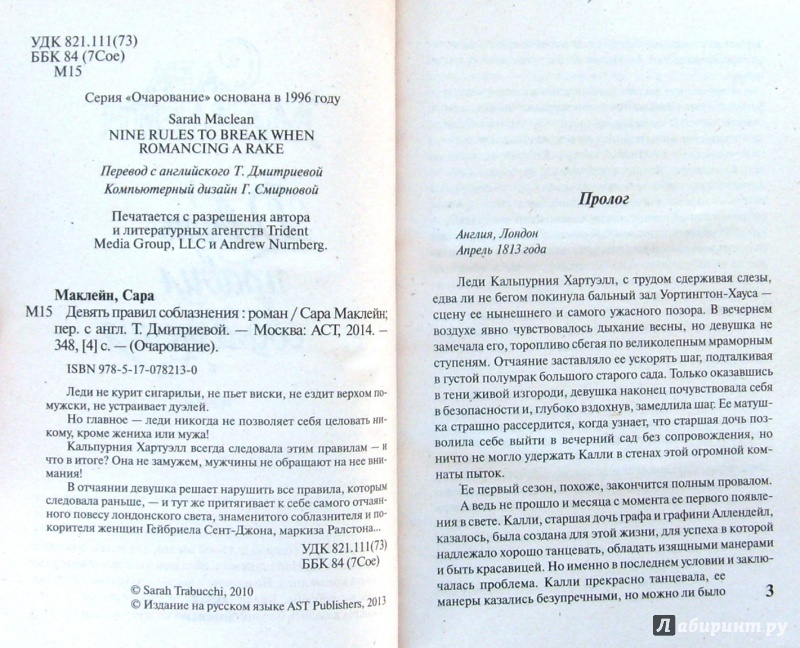 УДК 821.111(73)
ББК 84 (7Сое)
М15
Серия «Очарование» основана в 1996 году
Sarah Maclean
NINE RULES TO BREAK WHEN
ROMANCING A RAKE
Перевод с английского Т. Дмитриевой
Компьютерный дизайн Г. Смирновой
Печатается с разрешения автора
и литературных агентств Trident
Media Group, LLC и Andrew Nurnberg.
Маклейн, Сара
М15 Девять правил соблазнения : роман / Сара Маклейн;
пер. с англ. Т. Дмитриевой. — Москва: АСТ, 2014. –
348, [4] с. — (Очарование).
ISBN 978-5-17-078213-0
Леди не курит сигарильи, не пьет виски, не ездит верхом по-
мужски, не устраивает дуэлей.
Но главное — леди никогда не позволяет себя целовать ни-
кому, кроме жениха или мужа!
Кальпурния Хартуэлл всегда следовала этим правилам — и
что в итоге? Она не замужем, мужчины не обращают на нее вни-
мания!
В отчаянии девушка решает нарушить все правила, которым
следовала раньше, — и тут же притягивает к себе самого отчаян-
ного повесу лондонского света, знаменитого соблазнителя и по-
корителя женщин Гейбриела Сент-Джона, маркиза Ралстона...
УДК 821.111(73)
ББК 84 (7Сое)
© Sarah Trabucchi, 2010
© Издание на русском языке AST Publishers, 2013
Пролог
Англия, Лондон
Апрель 1813 года
Леди Кальпурния Хартуэлл, с трудом сдерживая слезы,
едва ли не бегом покинула бальный зал Уортингтон-Хауса —
сцену ее нынешнего и самого ужасного позора. В вечернем
воздухе явно чувствовалось дыхание весны, но девушка не
замечала его, торопливо сбегая по великолепным мраморным
ступеням. Отчаяние заставляло ее ускорять шаг, подталкивая
в густой полумрак большого старого сада. Только оказавшись
в тени живой изгороди, девушка наконец почувствовала себя
в безопасности и, глубоко вздохнув, замедлила шаг. Ее матуш-
ка страшно рассердится, когда узнает, что старшая дочь поз-
волила себе выйти в вечерний сад без сопровождения, но
ничто не могло удержать Калли в стенах этой огромной ком-
наты пыток.
Ее первый сезон, похоже, закончится полным провалом.
А ведь не прошло и месяца с момента ее первого появле-
ния в свете. Калли, старшая дочь графа и графини Аллендейл,
казалось, была создана для этой жизни, для успеха в которой
надлежало хорошо танцевать, обладать изящными манерами
и быть красавицей. Но именно в последнем условии и заклю-
чалась проблема. Калли прекрасно танцевала, ее
манеры казались безупречными, но можно ли было
3
Лабиринт.ру